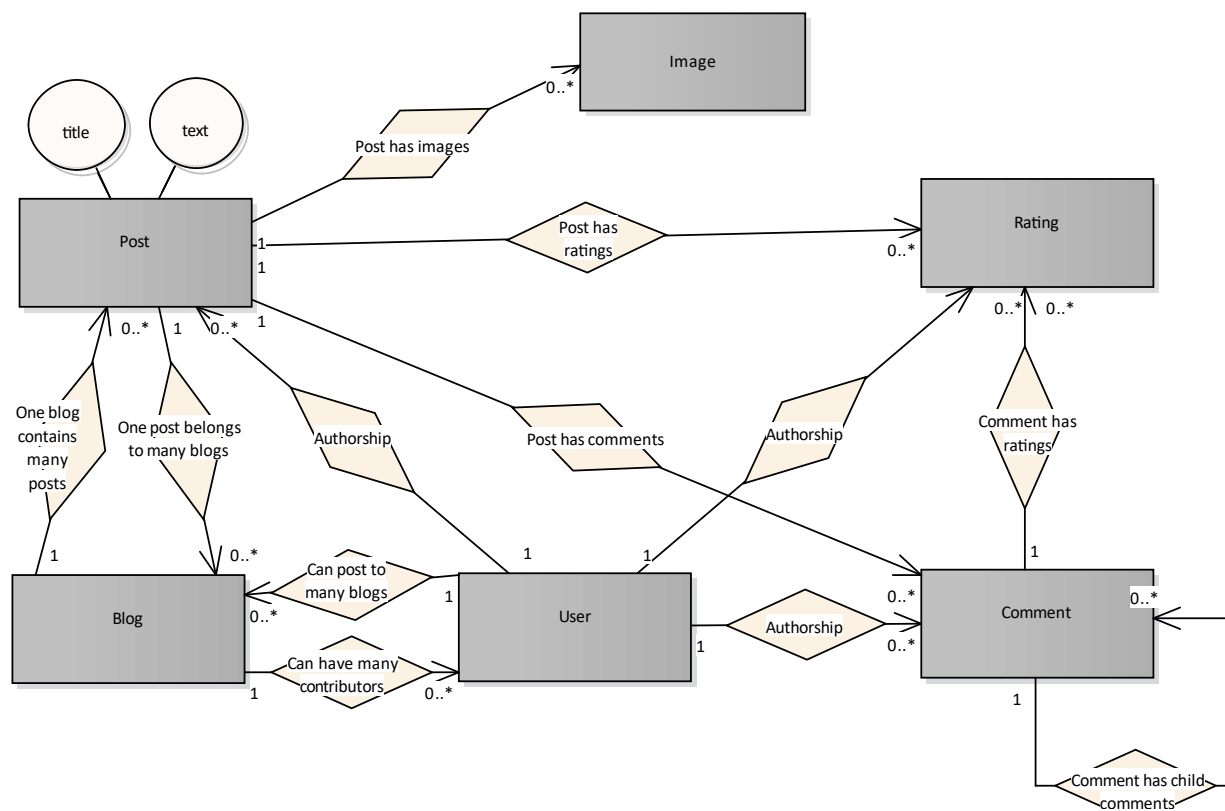 Image
0..*
title
text
Post has images
Post
Post has
ratings
Rating
1
0..*
1
1
0..*
1
0..*
0..*
0..*
One blog
contains
many
posts
One post belongs
to many blogs
Authorship
Post has comments
Authorship
Comment has
ratings
1
0..*
1
1
1
Can post to
many blogs
0..*
1
0..*
0..*
Blog
User
Comment
Authorship
1
0..*
Can have many
contributors
1
0..*
1
Comment has child
comments